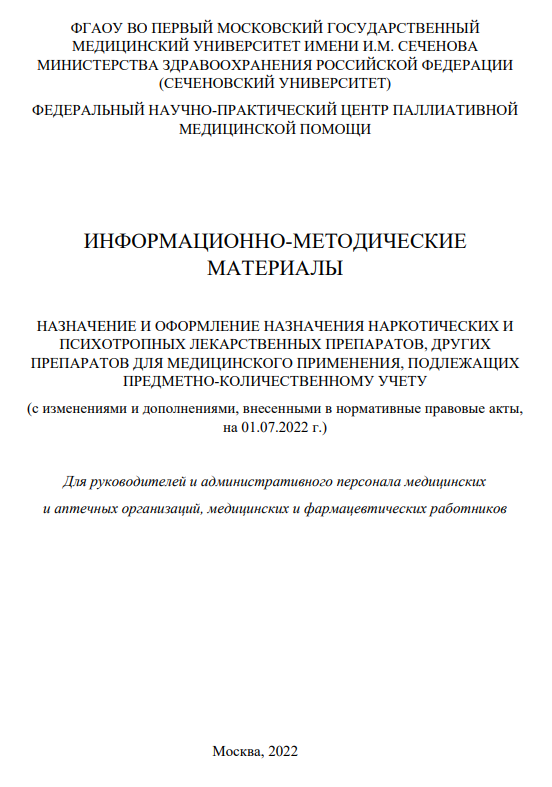 ФГАОУ ВО ПЕРВЫЙ МОСКОВСКИЙ ГОСУДАРСТВЕННЫЙ
МЕДИЦИНСКИЙ УНИВЕРСИТЕТ ИМЕНИ И.М. СЕЧЕНОВА
МИНИСТЕРСТВА ЗДРАВООХРАНЕНИЯ РОССИЙСКОЙ ФЕДЕРАЦИИ
(СЕЧЕНОВСКИЙ УНИВЕРСИТЕТ)
ФЕДЕРАЛЬНЫЙ НАУЧНО-ПРАКТИЧЕСКИЙ ЦЕНТР ПАЛЛИАТИВНОЙ
МЕДИЦИНСКОЙ ПОМОЩИ
ИНФОРМАЦИОННО-МЕТОДИЧЕСКИЕ
МАТЕРИАЛЫ
НАЗНАЧЕНИЕ И ОФОРМЛЕНИЕ НАЗНАЧЕНИЯ НАРКОТИЧЕСКИХ И
ПСИХОТРОПНЫХ ЛЕКАРСТВЕННЫХ ПРЕПАРАТОВ, ДРУГИХ
ПРЕПАРАТОВ ДЛЯ МЕДИЦИНСКОГО ПРИМЕНЕНИЯ, ПОДЛЕЖАЩИХ
ПРЕДМЕТНО-КОЛИЧЕСТВЕННОМУ УЧЕТУ
(с изменениями и дополнениями, внесенными в нормативные правовые акты,
на 01.07.2022 г.)
Для руководителей и административного персонала медицинских
и аптечных организаций, медицинских и фармацевтических работников
Москва, 2022